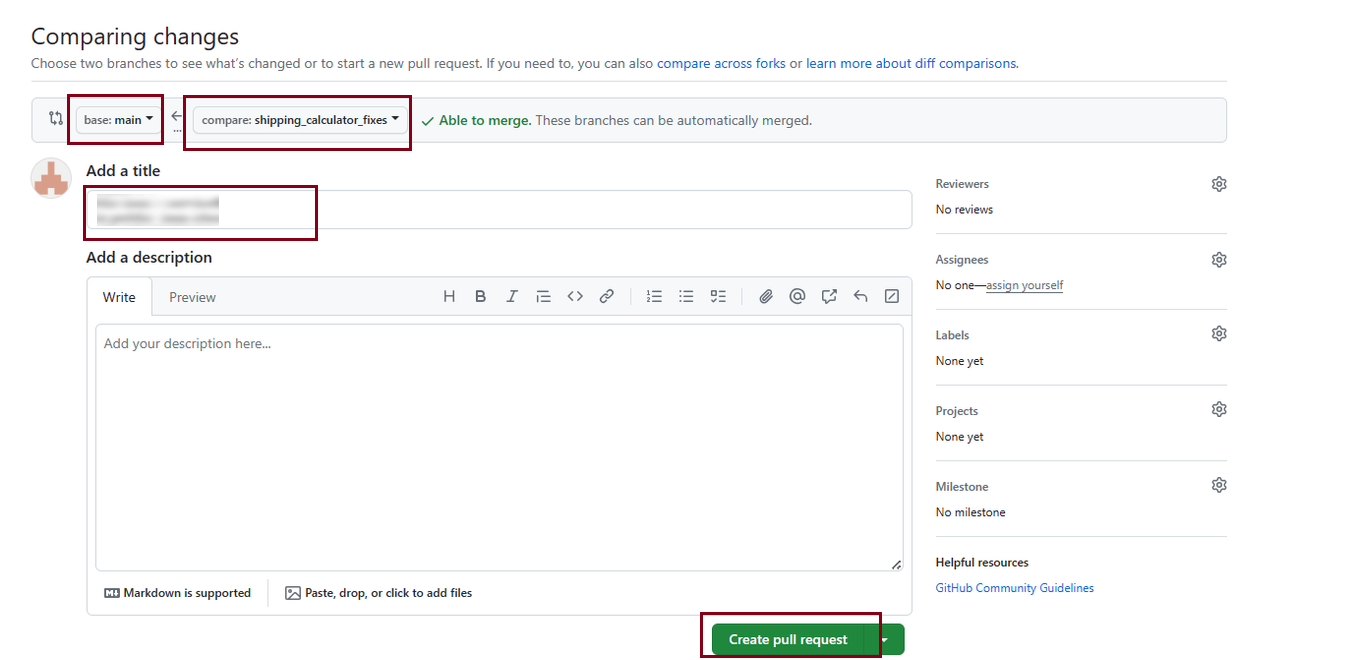 Comparing changes
Choose two branches to see what's changed or to start a new pull request. If you need to, you can also compare across forks or learn more about diff comparisons.
base: main
...
compare: shipping_calculator_fixes
Able to merge. These branches can be automatically merged.
Add a title
Add a description
Write
Preview
Add your description here...
Markdown is supported
Paste, drop, or click to add files
Create pull request
Reviewers
No reviews
Assignees
No one—assign yourself
Labels
None yet
Projects
None yet
Milestone
No milestone
Helpful resources
GitHub Community Guidelines